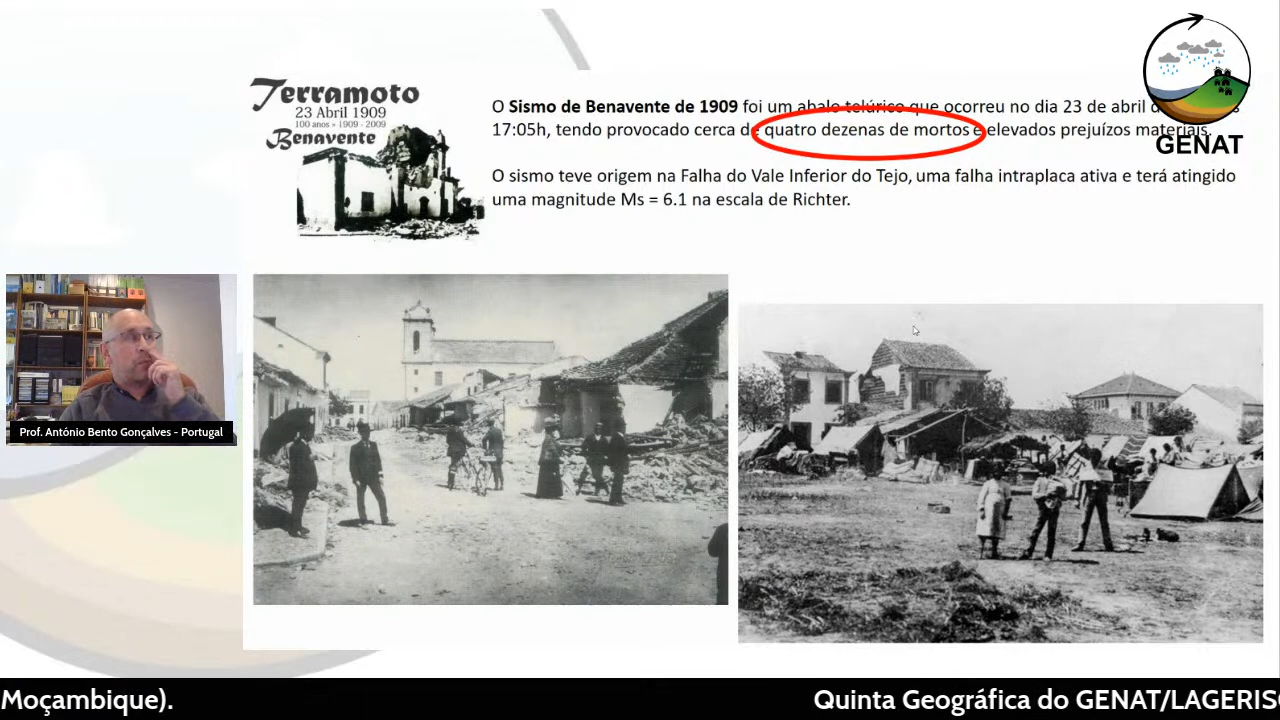 Terramoto
23 Abril 1909
100 anos » 1909 - 2009
Benavente
O Sismo de Benavente de 1909 foi um abalo telúrico que ocorreu no dia 23 de abril
17:05h, tendo provocado cerca de quatro dezenas de mortos e elevados prejuízos materiais.
O sismo teve origem na Falha do Vale Inferior do Tejo, uma falha intraplaca ativa e terá atingido
uma magnitude Ms = 6.1 na escala de Richter.
GENAT
Prof. António Bento Gonçalves - Portugal
Moçambique). Quinta Geográfica do GENAT/LAGERIS